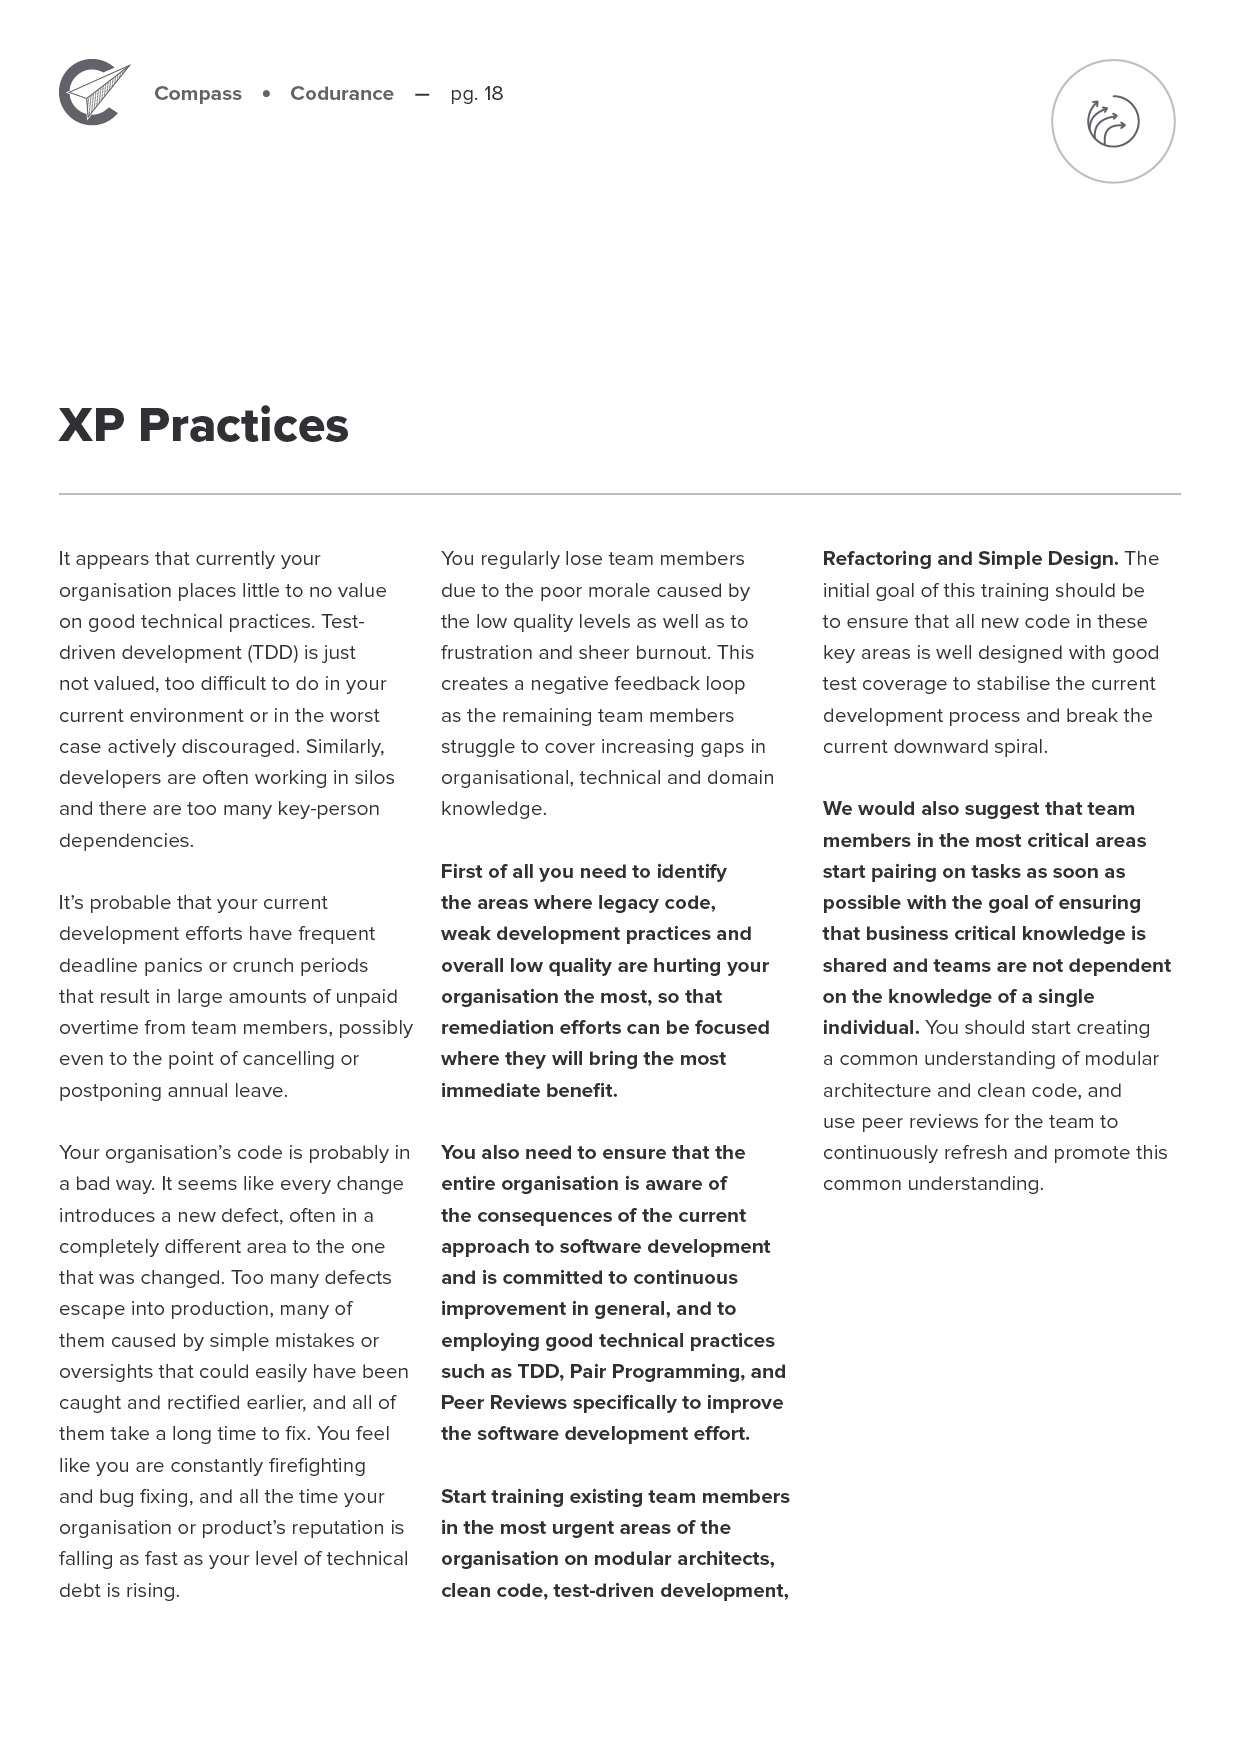 Compass • Codurance — pg. 18
XP Practices
It appears that currently your
organisation places little to no value
on good technical practices. Test-
driven development (TDD) is just
not valued, too difficult to do in your
current environment or in the worst
case actively discouraged. Similarly,
developers are often working in silos
and there are too many key-person
dependencies.
It’s probable that your current
development efforts have frequent
deadline panics or crunch periods
that result in large amounts of unpaid
overtime from team members, possibly
even to the point of cancelling or
postponing annual leave.
Your organisation’s code is probably in
a bad way. It seems like every change
introduces a new defect, often in a
completely different area to the one
that was changed. Too many defects
escape into production, many of
them caused by simple mistakes or
oversights that could easily have been
caught and rectified earlier, and all of
them take a long time to fix. You feel
like you are constantly firefighting
and bug fixing, and all the time your
organisation or product’s reputation is
falling as fast as your level of technical
debt is rising.
You regularly lose team members
due to the poor morale caused by
the low quality levels as well as to
frustration and sheer burnout. This
creates a negative feedback loop
as the remaining team members
struggle to cover increasing gaps in
organisational, technical and domain
knowledge.
First of all you need to identify
the areas where legacy code,
weak development practices and
overall low quality are hurting your
organisation the most, so that
remediation efforts can be focused
where they will bring the most
immediate benefit.
You also need to ensure that the
entire organisation is aware of
the consequences of the current
approach to software development
and is committed to continuous
improvement in general, and to
employing good technical practices
such as TDD, Pair Programming, and
Peer Reviews specifically to improve
the software development effort.
Start training existing team members
in the most urgent areas of the
organisation on modular architects,
clean code, test-driven development,
Refactoring and Simple Design. The
initial goal of this training should be
to ensure that all new code in these
key areas is well designed with good
test coverage to stabilise the current
development process and break the
current downward spiral.
We would also suggest that team
members in the most critical areas
start pairing on tasks as soon as
possible with the goal of ensuring
that business critical knowledge is
shared and teams are not dependent
on the knowledge of a single
individual. You should start creating
a common understanding of modular
architecture and clean code, and
use peer reviews for the team to
continuously refresh and promote this
common understanding.